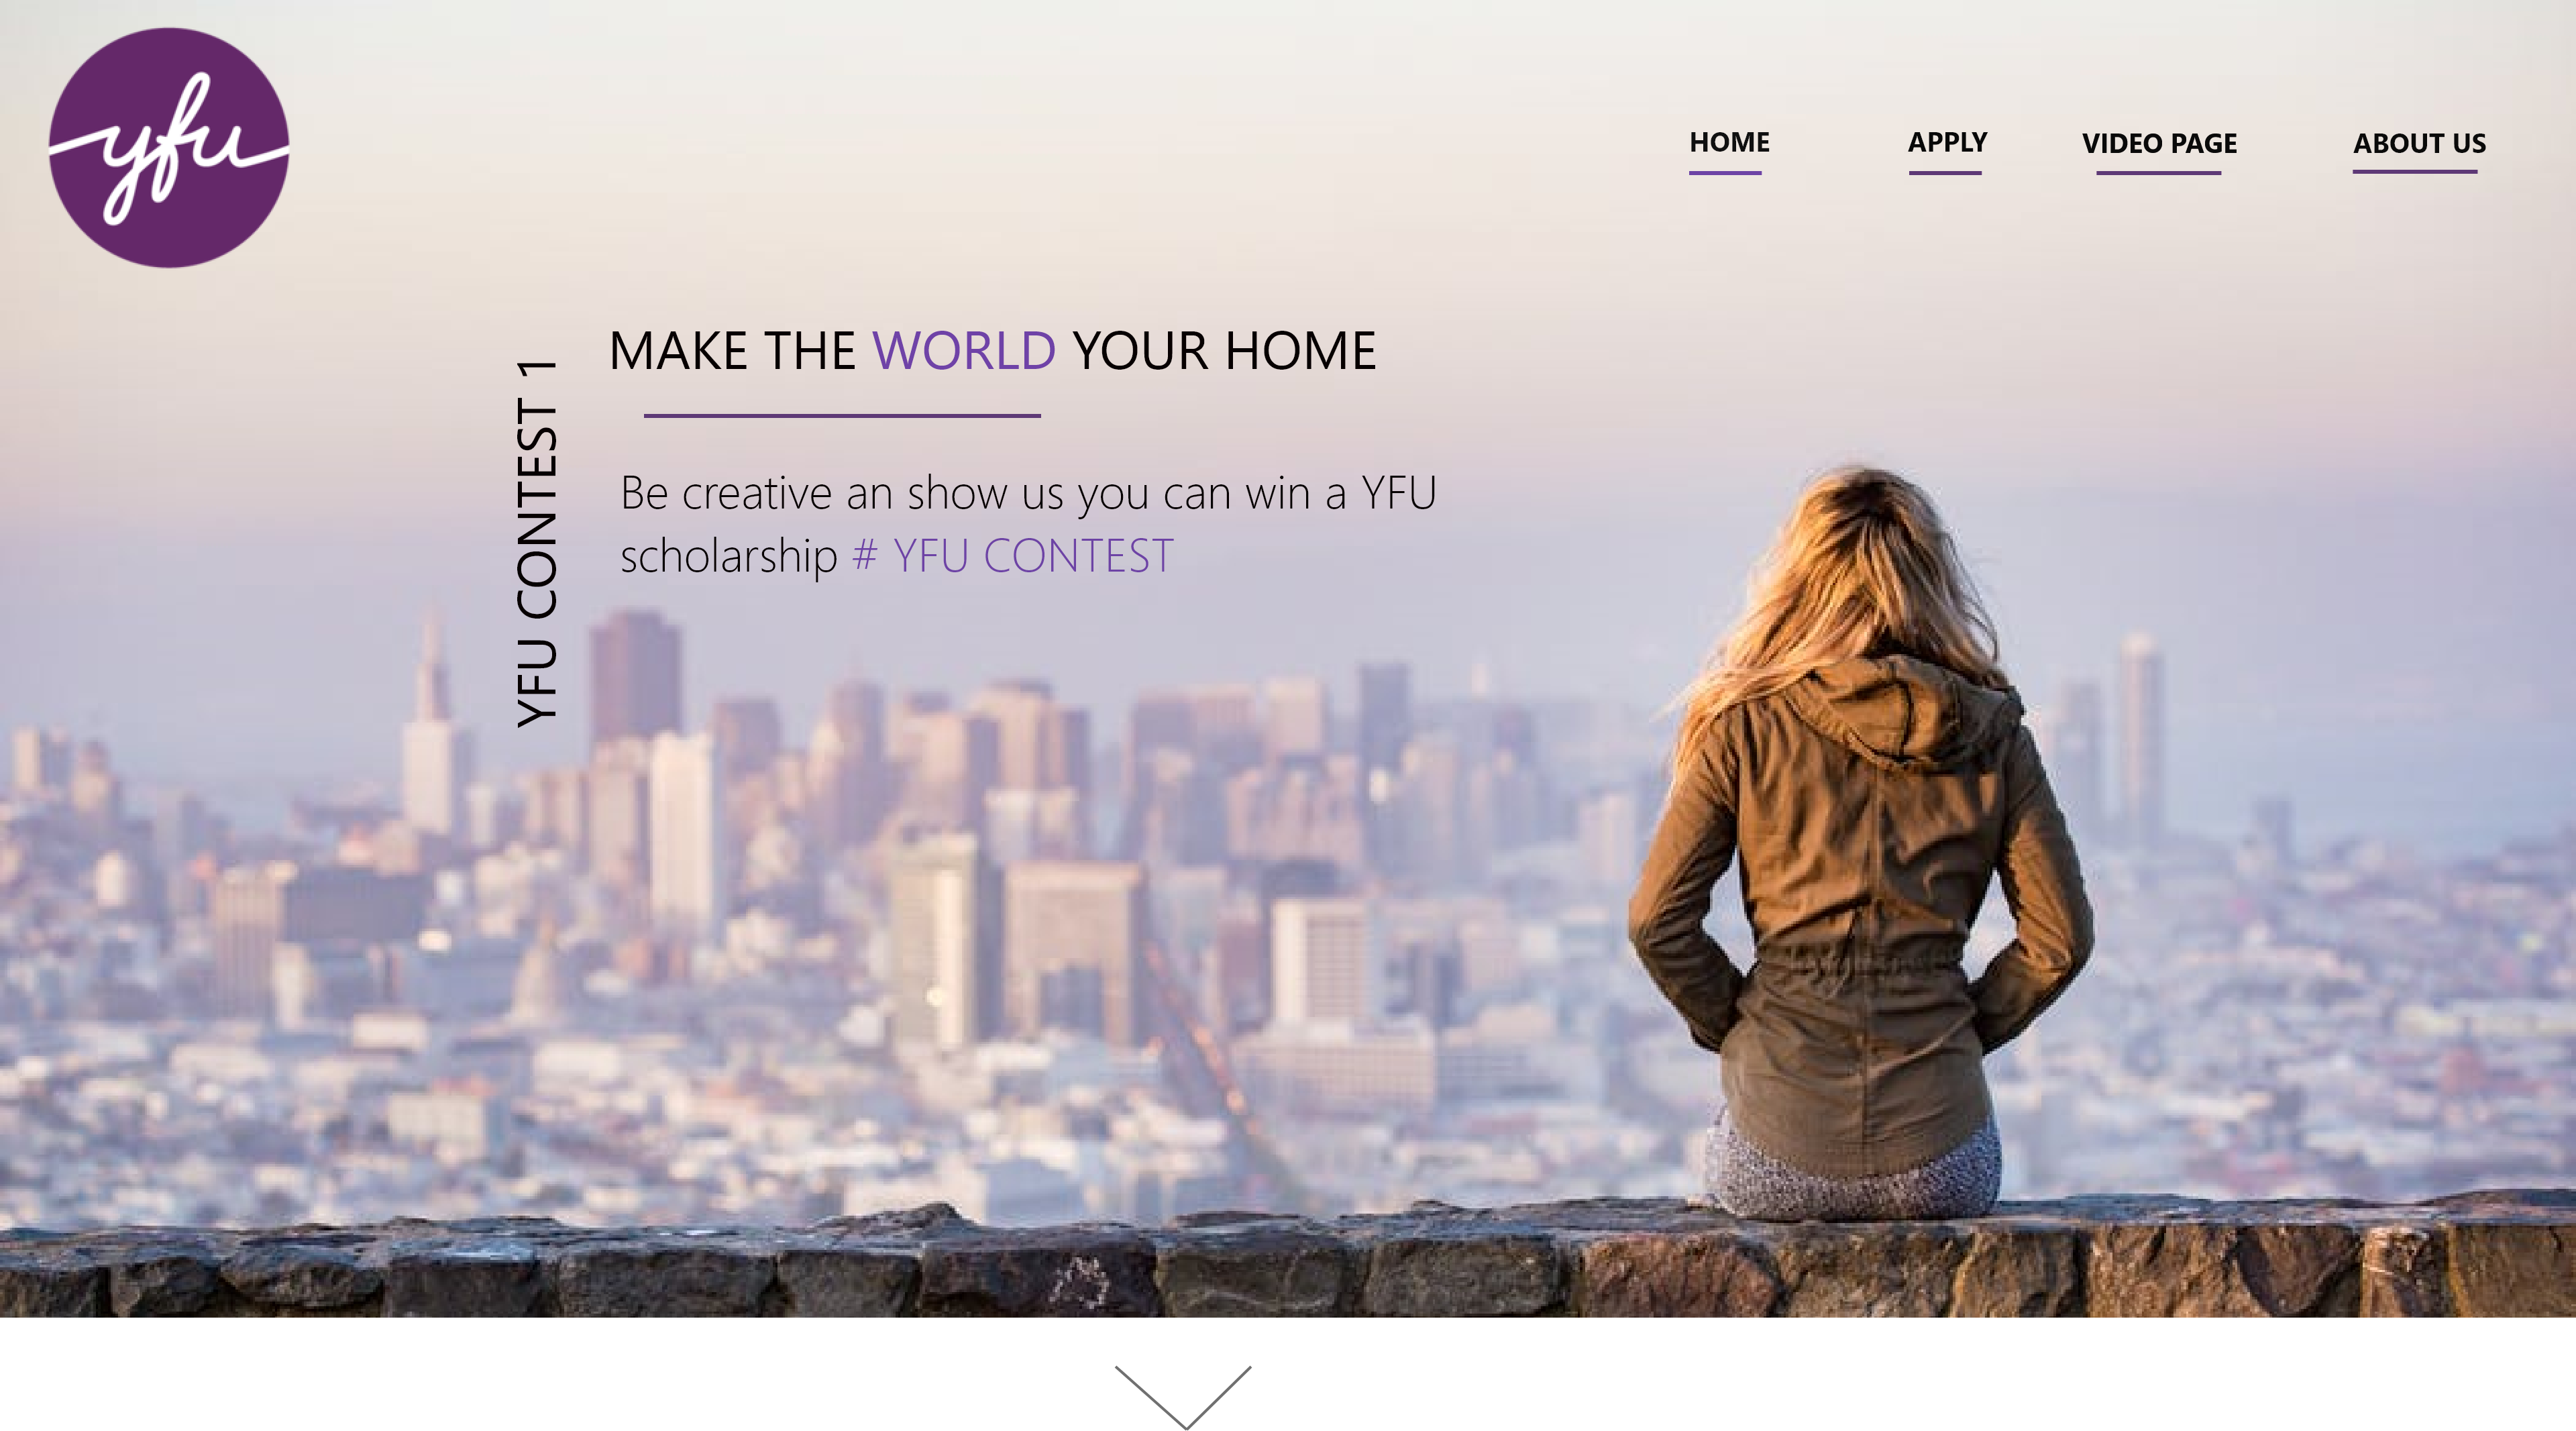 yfu
HOME
APPLY
VIDEO PAGE
ABOUT US
YFU CONTEST 1
MAKE THE WORLD YOUR HOME
Be creative an show us you can win a YFU
scholarship # YFU CONTEST